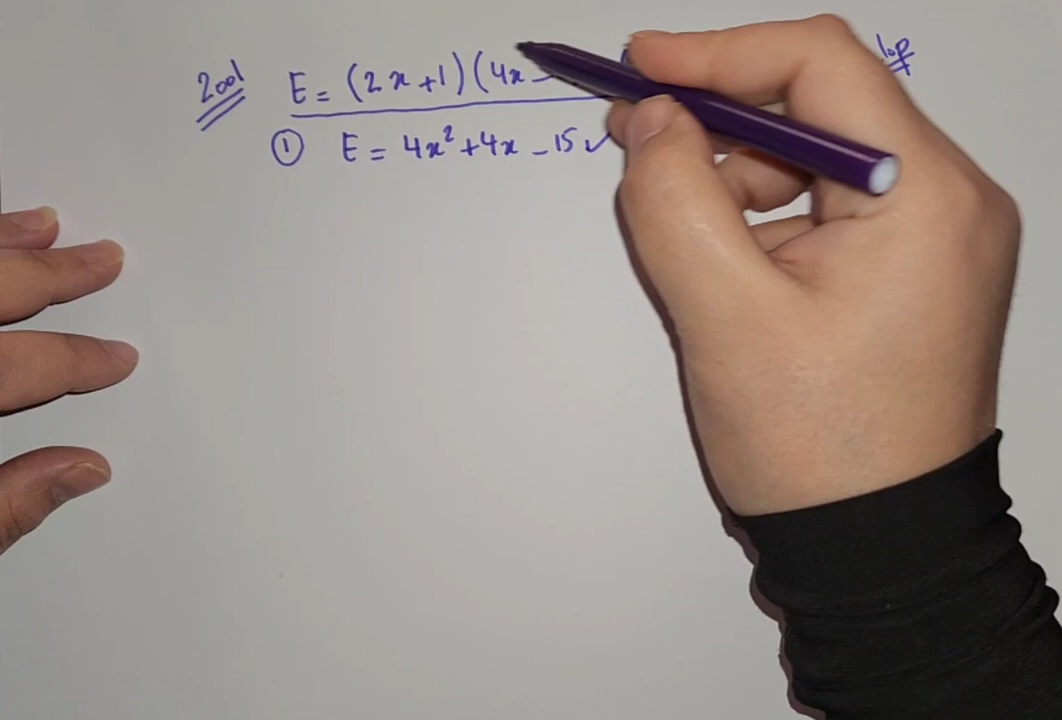 2001 E = (2x+1)(4x-
① E = 4x²+4x-15✓